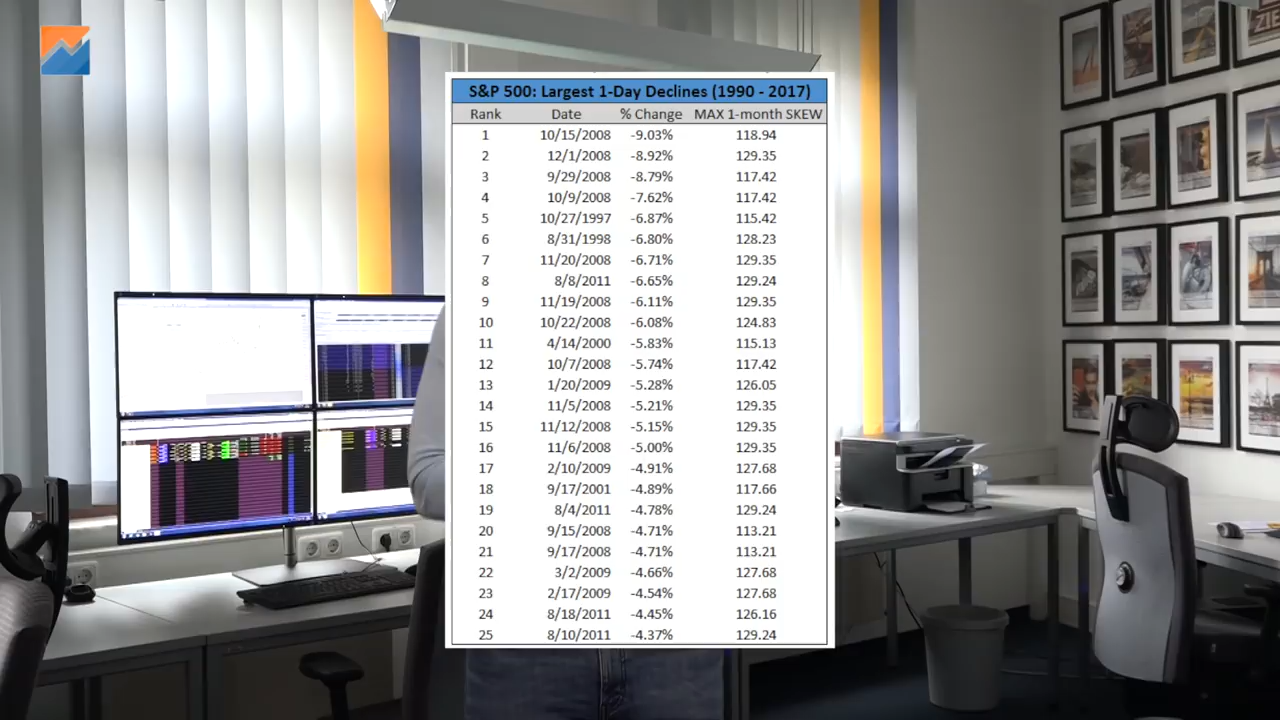 S&P 500: Largest 1-Day Declines (1990 - 2017)
Rank Date % Change MAX 1-month SKEW
1 10/15/2008 -9.03% 118.94
2 12/1/2008 -8.92% 129.35
3 9/29/2008 -8.79% 117.42
4 10/9/2008 -7.62% 117.42
5 10/27/1997 -6.87% 115.42
6 8/31/1998 -6.80% 128.23
7 11/20/2008 -6.71% 129.35
8 8/8/2011 -6.65% 129.24
9 11/19/2008 -6.11% 129.35
10 10/22/2008 -6.08% 124.83
11 4/14/2000 -5.83% 115.13
12 10/7/2008 -5.74% 117.42
13 1/20/2009 -5.28% 126.05
14 11/5/2008 -5.21% 129.35
15 11/12/2008 -5.15% 129.35
16 11/6/2008 -5.00% 129.35
17 2/10/2009 -4.91% 127.68
18 9/17/2001 -4.89% 117.66
19 8/4/2011 -4.78% 129.24
20 9/15/2008 -4.71% 113.21
21 9/17/2008 -4.71% 113.21
22 3/2/2009 -4.66% 127.68
23 2/17/2009 -4.54% 127.68
24 8/18/2011 -4.45% 126.16
25 8/10/2011 -4.37% 129.24
ZIE